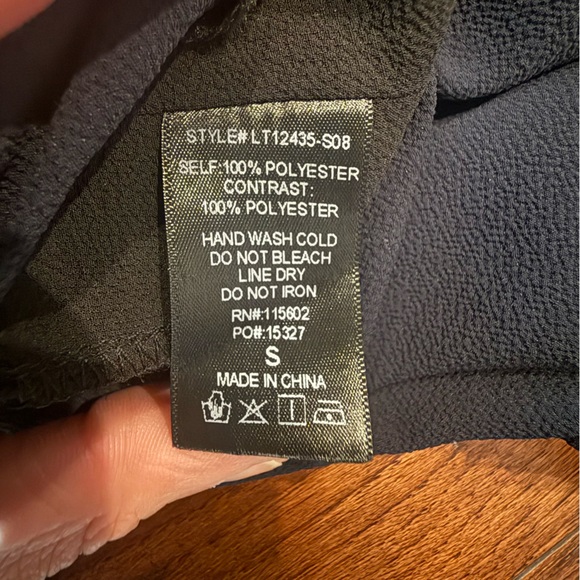 STYLE# LT12435-S08
SELF:100% POLYESTER
CONTRAST:
100% POLYESTER
HAND WASH COLD
DO NOT BLEACH
LINE DRY
DO NOT IRON
RN#:115602
PO#:15327
S
MADE IN CHINA